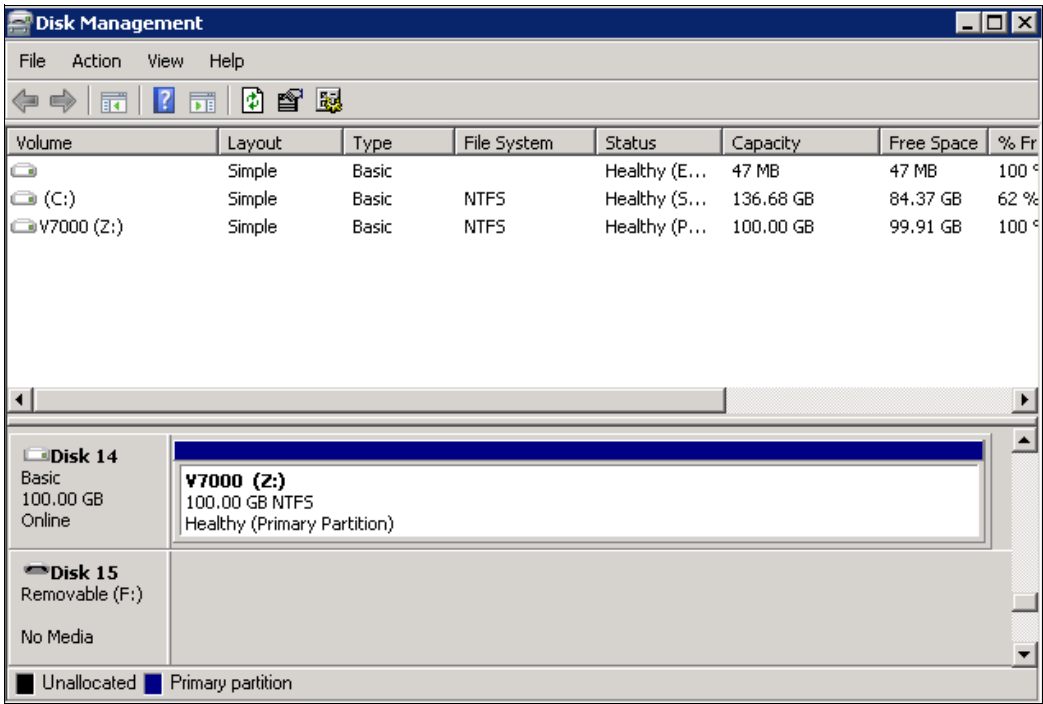 Disk Management
File Action View Help
Volume Layout Type File System Status Capacity Free Space % Fr
Simple Basic Healthy (E... 47 MB 47 MB 100 %
(C:) Simple Basic NTFS Healthy (S... 136.68 GB 84.37 GB 62 %
V7000 (Z:) Simple Basic NTFS Healthy (P... 100.00 GB 99.91 GB 100 %
Disk 14
Basic
100.00 GB
Online
V7000 (Z:)
100.00 GB NTFS
Healthy (Primary Partition)
Disk 15
Removable (F:)
No Media
Unallocated Primary partition